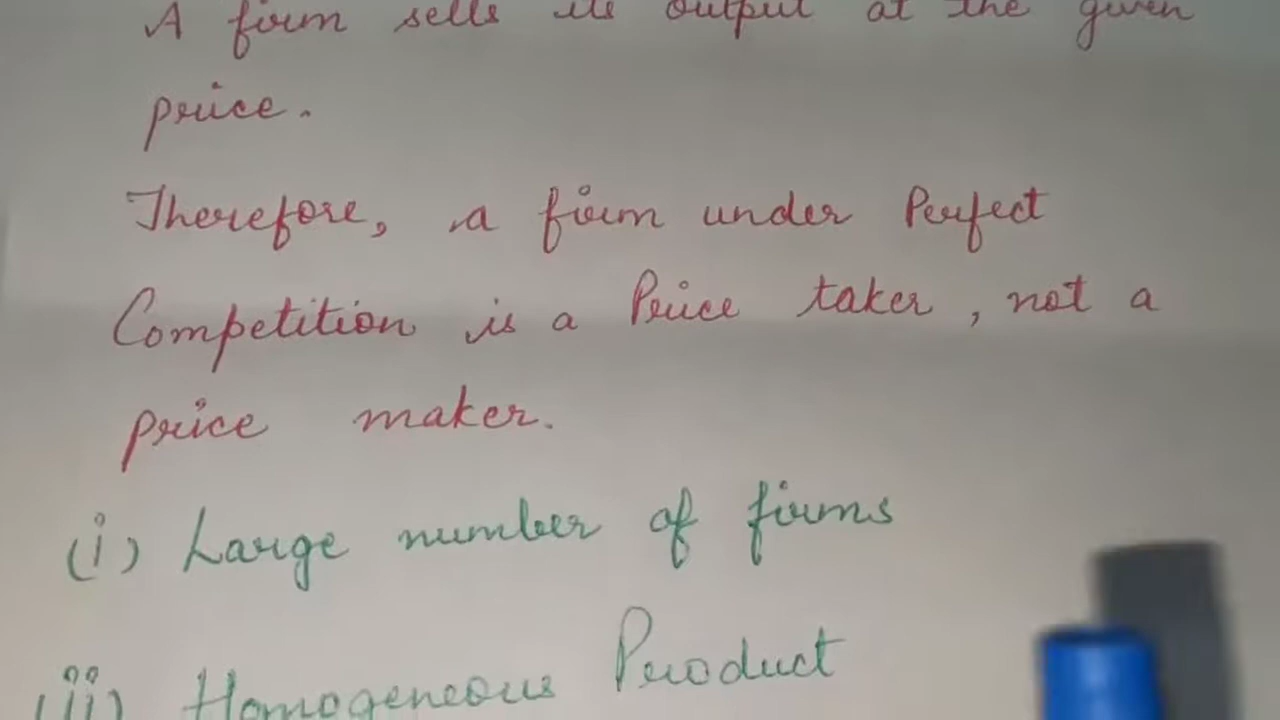 A firm sells its output at the given
price.
Therefore, a firm under Perfect
Competition is a Price taker, not a
price maker.
(i) Large number of firms
(ii) Homogeneous Product